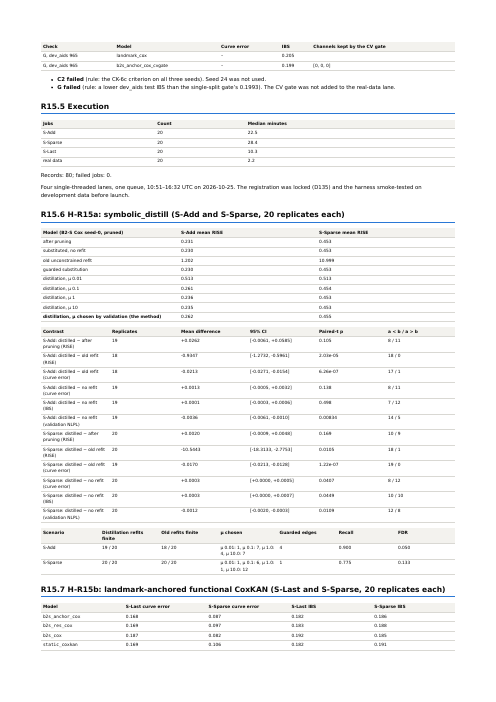 Check Model Curve error IBS Channels kept by the CV gate
G, dev_aids 965 landmark_cox – 0.205
G, dev_aids 965 b2s_anchor_cox_cvgate – 0.199 [0, 0, 0]
• C2 failed (rule: the CK-6c criterion on all three seeds). Seed 24 was not used.
• G failed (rule: a lower dev_aids test IBS than the single-split gate's 0.1993). The CV gate was not added to the real-data lane.
R15.5 Execution
Jobs Count Median minutes
S-Add 20 22.5
S-Sparse 20 28.4
S-Last 20 10.3
real data 20 2.2
Records: 80; failed jobs: 0.
Four single-threaded lanes, one queue, 10:51–16:32 UTC on 2026-10-25. The registration was locked (D135) and the harness smoke-tested on
development data before launch.
R15.6 H-R15a: symbolic_distill (S-Add and S-Sparse, 20 replicates each)
Model (B2-S Cox seed-0, pruned) S-Add mean RISE S-Sparse mean RISE
after pruning 0.231 0.453
substituted, no refit 0.230 0.453
old unconstrained refit 1.202 10.999
guarded substitution 0.230 0.453
distillation, μ 0.01 0.513 0.513
distillation, μ 0.1 0.261 0.454
distillation, μ 1 0.236 0.453
distillation, μ 10 0.235 0.453
distillation, μ chosen by validation (the method) 0.262 0.455
Contrast Replicates Mean difference 95% CI Paired-t p a < b / a > b
S-Add: distilled − after
pruning (RISE) 19 +0.0262 [-0.0061, +0.0585] 0.105 8 / 11
S-Add: distilled − old refit
(RISE) 18 -0.9347 [-1.2732, -0.5961] 2.03e-05 18 / 0
S-Add: distilled − old refit
(curve error) 18 -0.0213 [-0.0271, -0.0154] 6.26e-07 17 / 1
S-Add: distilled − no refit
(curve error) 19 +0.0013 [-0.0005, +0.0032] 0.138 8 / 11
S-Add: distilled − no refit
(IBS) 19 +0.0001 [-0.0003, +0.0006] 0.498 7 / 12
S-Add: distilled − no refit
(validation NLPL) 19 -0.0036 [-0.0061, -0.0010] 0.00834 14 / 5
S-Sparse: distilled − after
pruning (RISE) 20 +0.0020 [-0.0009, +0.0048] 0.169 10 / 9
S-Sparse: distilled − old refit
(RISE) 20 -10.5443 [-18.3133, -2.7753] 0.0105 18 / 1
S-Sparse: distilled − old refit
(curve error) 19 -0.0170 [-0.0213, -0.0128] 1.22e-07 19 / 0
S-Sparse: distilled − no refit
(curve error) 20 +0.0003 [+0.0000, +0.0005] 0.0407 8 / 12
S-Sparse: distilled − no refit
(IBS) 20 +0.0003 [+0.0000, +0.0007] 0.0449 10 / 10
S-Sparse: distilled − no refit
(validation NLPL) 20 -0.0012 [-0.0020, -0.0003] 0.0109 12 / 8
Scenario Distillation refits
finite Old refits finite μ chosen Guarded edges Recall FDR
S-Add 19 / 20 18 / 20 μ 0.01: 1, μ 0.1: 7, μ 1.0:
4, μ 10.0: 7 4 0.900 0.050
S-Sparse 20 / 20 20 / 20 μ 0.01: 1, μ 0.1: 6, μ 1.0:
1, μ 10.0: 12 1 0.775 0.133
R15.7 H-R15b: landmark-anchored functional CoxKAN (S-Last and S-Sparse, 20 replicates each)
Model S-Last curve error S-Sparse curve error S-Last IBS S-Sparse IBS
b2s_anchor_cox 0.168 0.087 0.182 0.186
b2s_res_cox 0.169 0.097 0.183 0.188
b2s_cox 0.187 0.082 0.192 0.185
static_coxkan 0.169 0.106 0.182 0.191